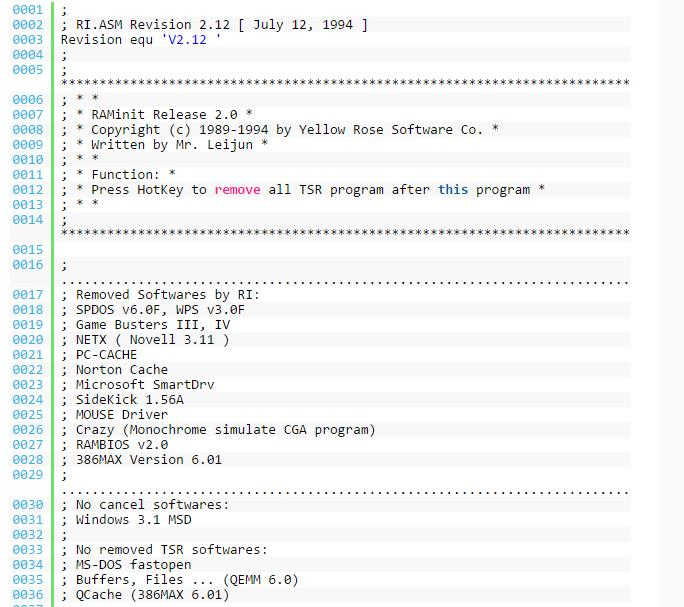 0001 ;
0002 ; RI.ASM Revision 2.12 [ July 12, 1994 ]
0003 Revision equ 'V2.12 '
0004 ;
0005 ;
**************************************************************************
0006 ; * *
0007 ; * RAMinit Release 2.0 *
0008 ; * Copyright (c) 1989-1994 by Yellow Rose Software Co. *
0009 ; * Written by Mr. Leijun *
0010 ; * *
0011 ; * Function: *
0012 ; * Press HotKey to remove all TSR program after this program *
0013 ; * *
0014 ;
**************************************************************************
0015
0016 ;
..........................................................................
0017 ; Removed Softwares by RI:
0018 ; SPDOS v6.0F, WPS v3.0F
0019 ; Game Busters III, IV
0020 ; NETX ( Novell 3.11 )
0021 ; PC-CACHE
0022 ; Norton Cache
0023 ; Microsoft SmartDrv
0024 ; SideKick 1.56A
0025 ; MOUSE Driver
0026 ; Crazy (Monochrome simulate CGA program)
0027 ; RAMBIOS v2.0
0028 ; 386MAX Version 6.01
0029 ;
..........................................................................
0030 ; No cancel softwares:
0031 ; Windows 3.1 MSD
0032 ;
0033 ; No removed TSR softwares:
0034 ; MS-DOS fastopen
0035 ; Buffers, Files ... (QEMM 6.0)
0036 ; QCache (386MAX 6.01)